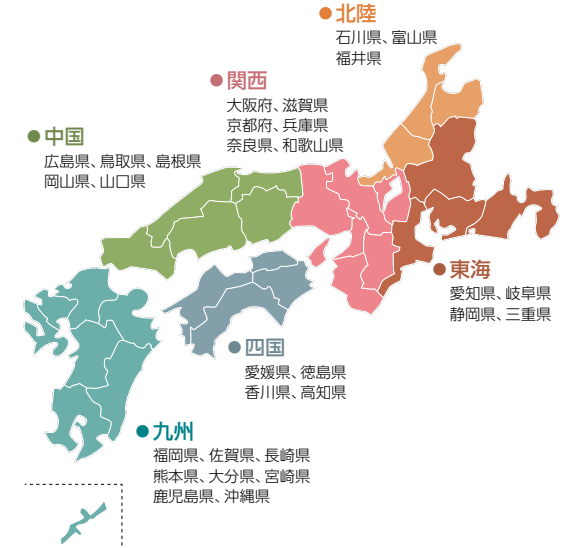 北陸
石川県、富山県
福井県
関西
大阪府、滋賀県
京都府、兵庫県
奈良県、和歌山県
中国
広島県、鳥取県、島根県
岡山県、山口県
東海
愛知県、岐阜県
静岡県、三重県
四国
愛媛県、徳島県
香川県、高知県
九州
福岡県、佐賀県、長崎県
熊本県、大分県、宮崎県
鹿児島県、沖縄県